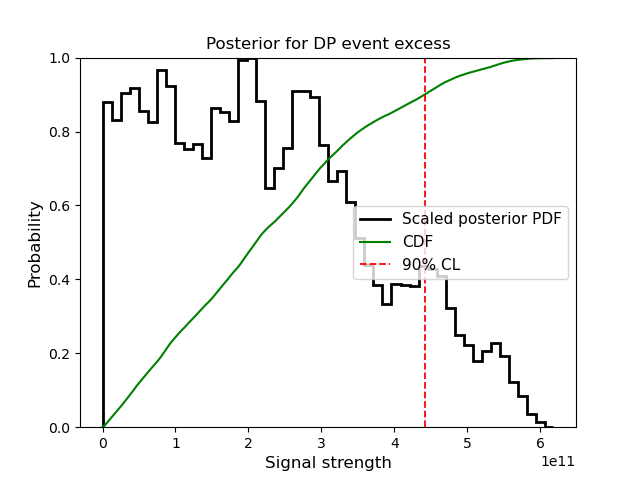 Posterior for DP event excess
1.0
0.8
0.6
0.4
0.2
0.0
Probability
Scaled posterior PDF
CDF
90% CL
0 1 2 3 4 5 6
1e11
Signal strength